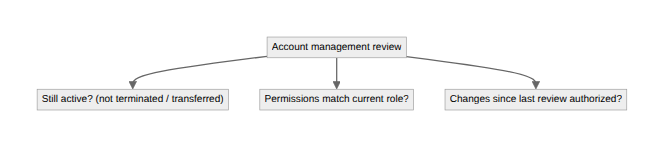 Account management review
Still active? (not terminated / transferred)
Permissions match current role?
Changes since last review authorized?